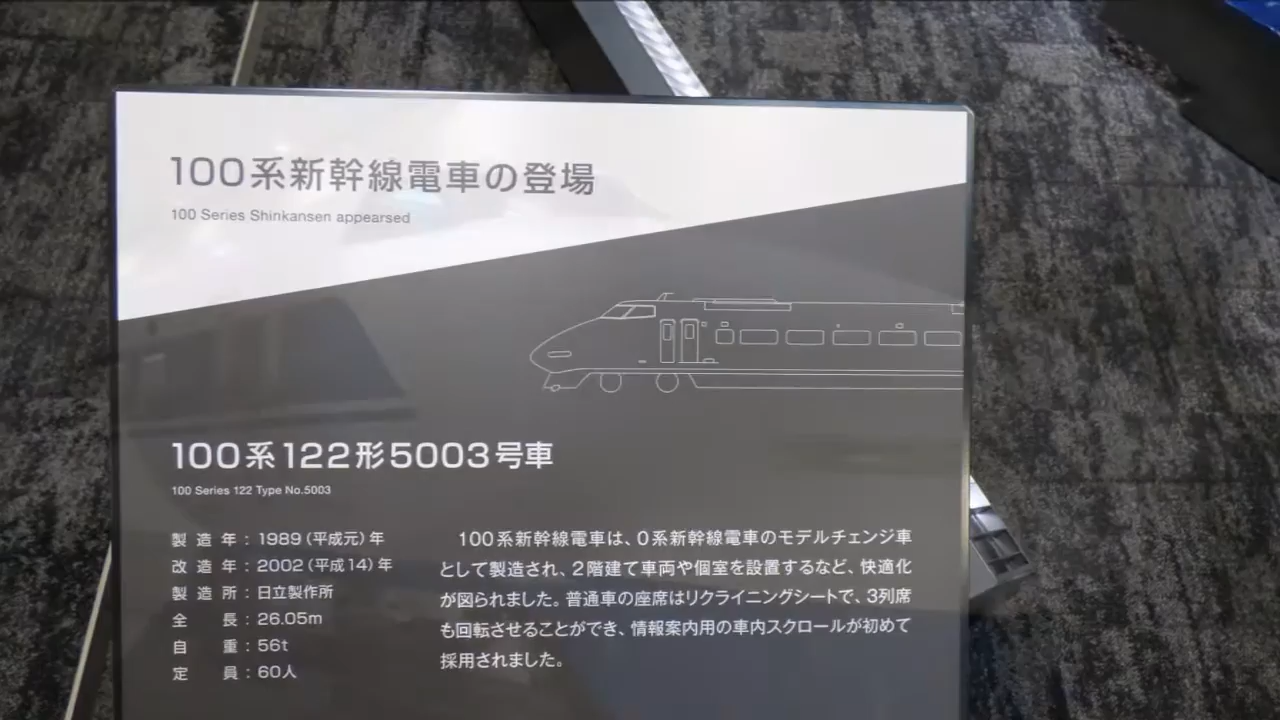 100系新幹線電車の登場
100 Series Shinkansen appearsed
100系122形5003号車
100 Series 122 Type No.5003
製造年：1989（平成元）年
改造年：2002（平成14）年
製造所：日立製作所
全長：26.05m
自重：56t
定員：60人
100系新幹線電車は、0系新幹線電車のモデルチェンジ車
として製造され、2階建て車両や個室を設置するなど、快適化
が図られました。普通車の座席はリクライニングシートで、3列席
も回転させることができ、情報案内用の車内スクロールが初めて
採用されました。